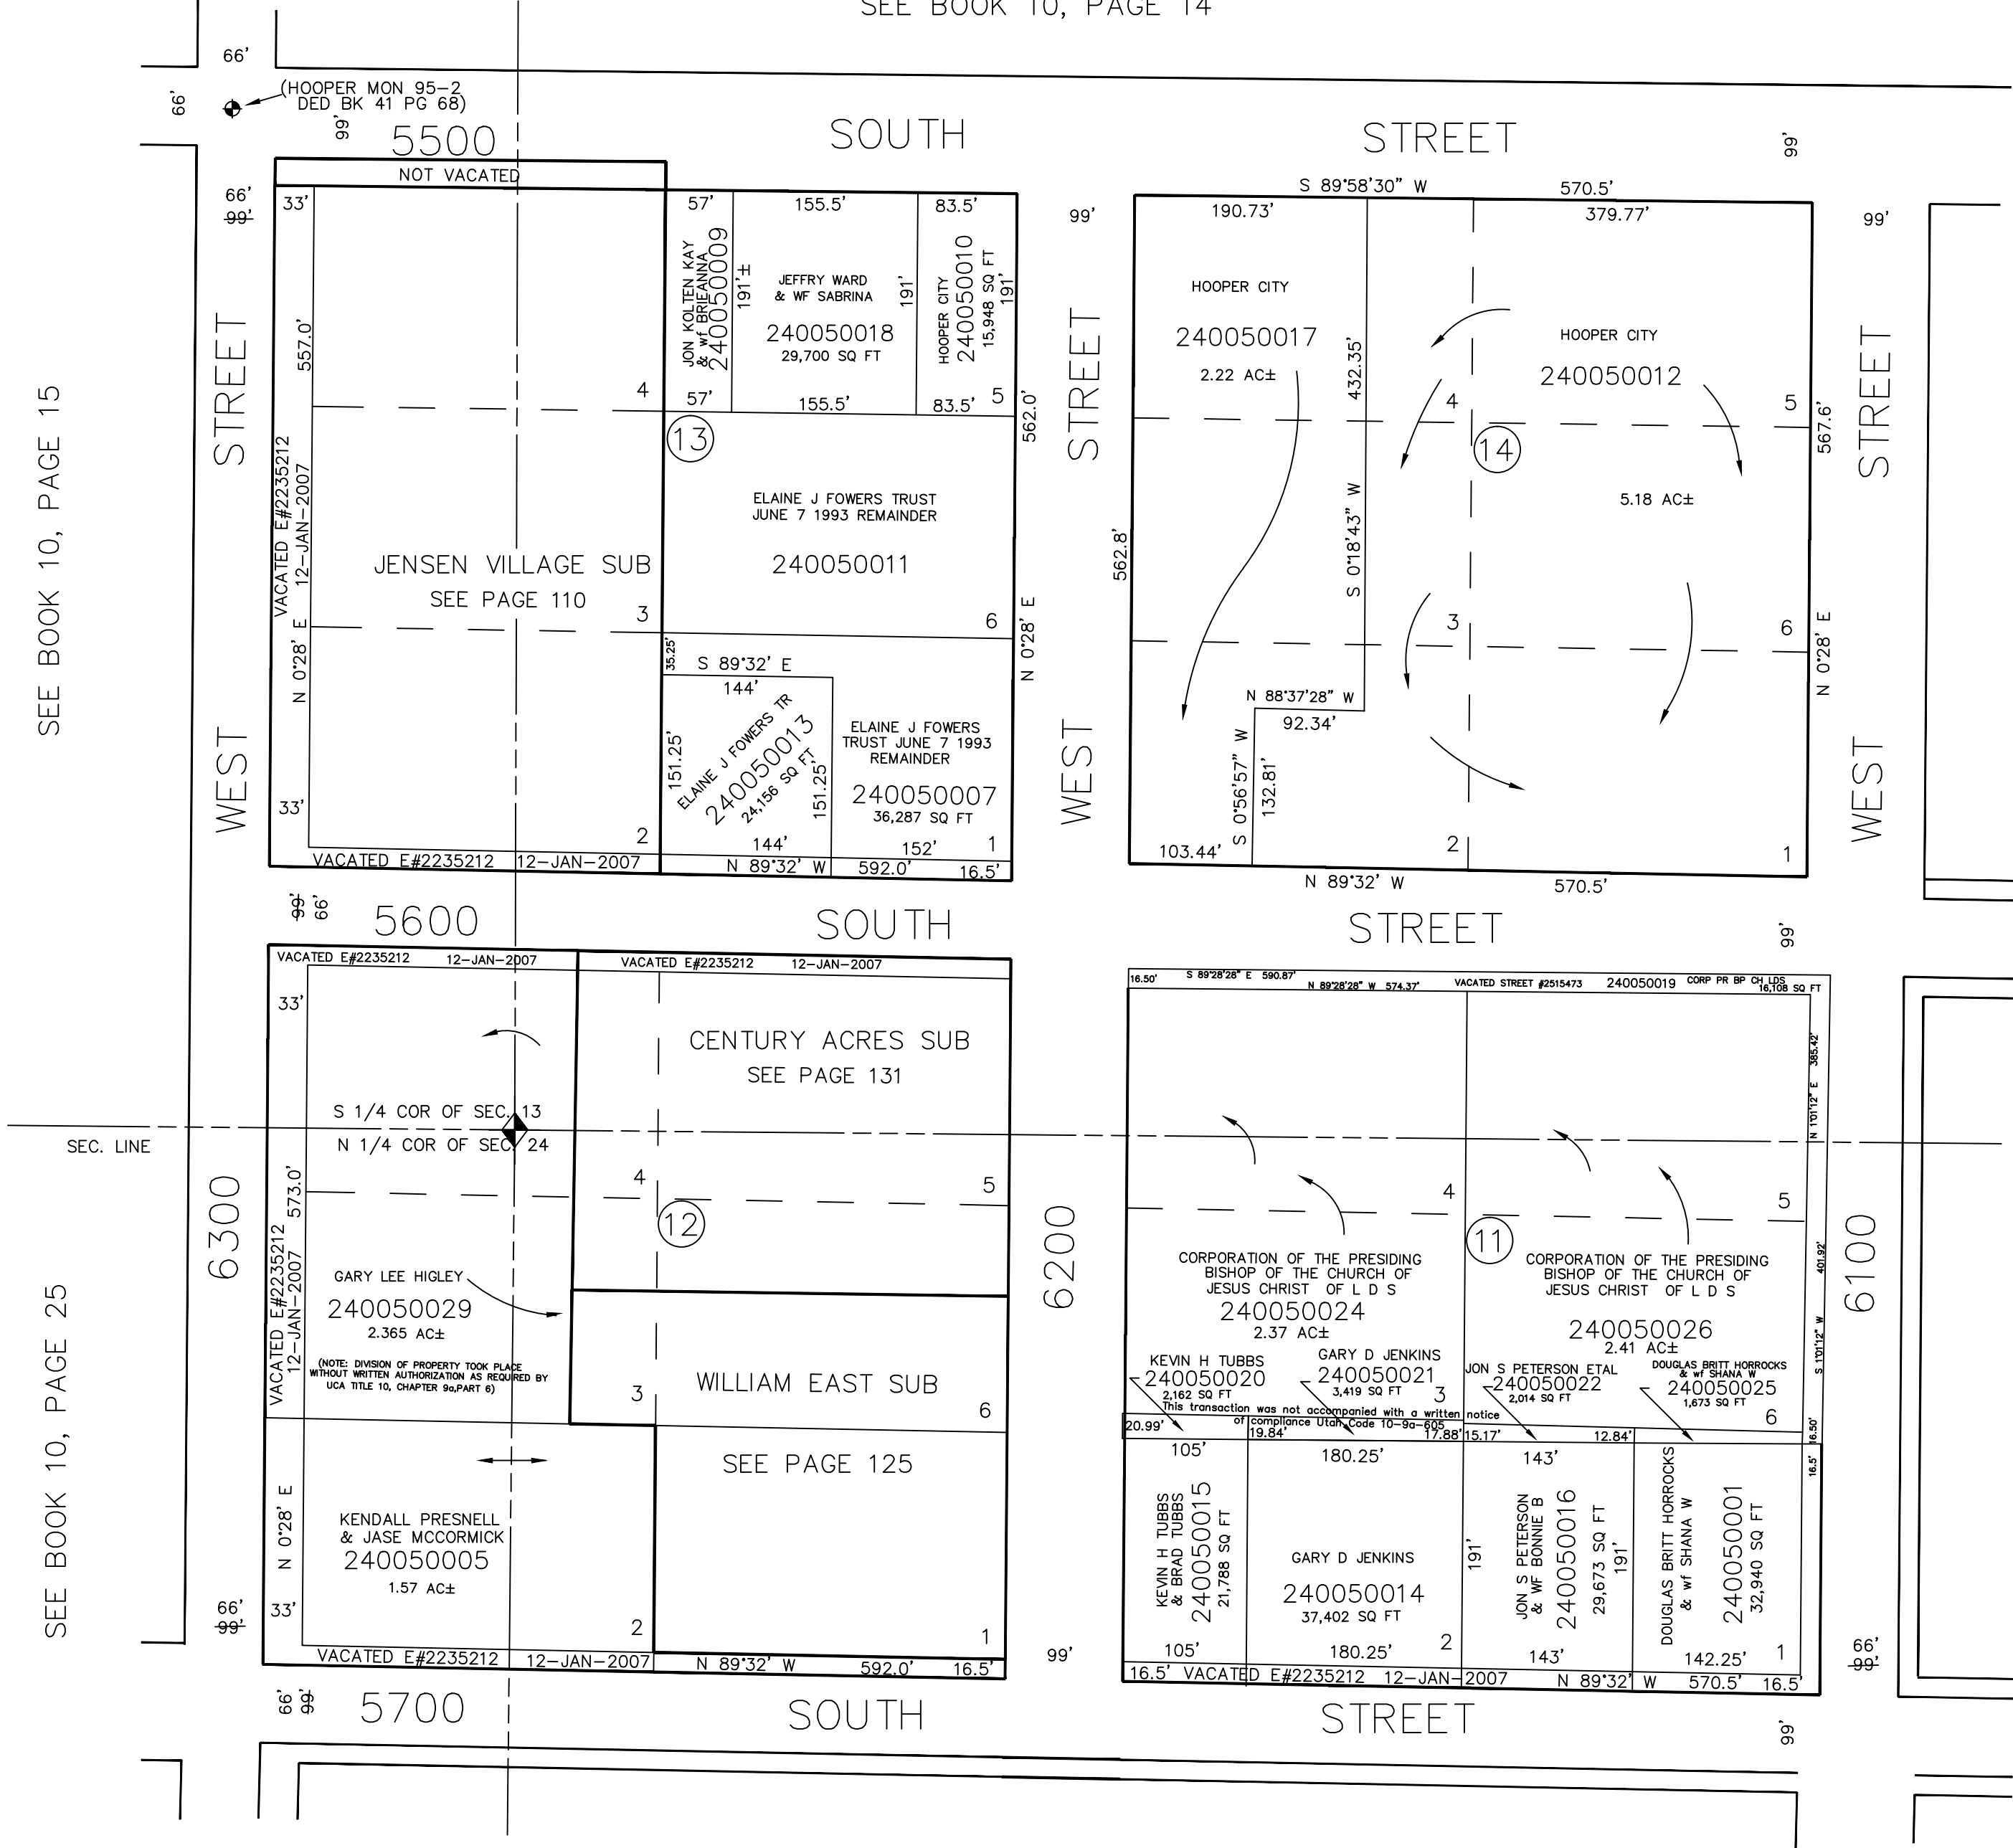 SEE BOOK 10, PAGE 14
66'
66'
(HOOPER MON 95-2
DED BK 41 PG 68)
99'
5500
SOUTH
STREET
99'
NOT VACATED
66'
99'
33'
57'
155.5'
83.5'
99'
S 89°58'30" W
570.5'
190.73'
379.77'
99'
STREET
557.0'
VACATED E#2235212
12-JAN-2007
N 0°28' E
JON KOLTEN KAY
& wf BRIEANNA
240050009
191'±
JEFFRY WARD
& WF SABRINA
240050018
29,700 SQ FT
191'
HOOPER CITY
240050010
15,948 SQ FT
191'
4
57'
155.5'
83.5'
5
13
562.0'
STREET
HOOPER CITY
240050017
2.22 AC±
432.35'
S 0°18'43" W
HOOPER CITY
240050012
4
5
14
5.18 AC±
567.6'
STREET
SEE BOOK 10, PAGE 15
ELAINE J FOWERS TRUST
JUNE 7 1993 REMAINDER
240050011
JENSEN VILLAGE SUB
SEE PAGE 110
3
6
N 0°28' E
562.8'
3
6
N 0°28' E
35.25'
S 89°32' E
144'
ELAINE J FOWERS TR
240050013
24,156 SQ FT
151.25'
151.25'
ELAINE J FOWERS
TRUST JUNE 7 1993
REMAINDER
240050007
36,287 SQ FT
N 88°37'28" W
92.34'
S 0°56'57" W
132.81'
WEST
WEST
WEST
33'
2
144'
152'
1
103.44'
2
1
VACATED E#2235212
12-JAN-2007
N 89°32' W
592.0'
16.5'
N 89°32' W
570.5'
99'
66'
5600
SOUTH
STREET
99'
VACATED E#2235212
12-JAN-2007
VACATED E#2235212
12-JAN-2007
16.50'
S 89°28'28" E 590.87'
N 89°28'28" W 574.37'
VACATED STREET #2515473
240050019
CORP PR BP CH LDS
16,108 SQ FT
33'
CENTURY ACRES SUB
SEE PAGE 131
N 1°01'12" E 385.42'
S 1/4 COR OF SEC. 13
N 1/4 COR OF SEC. 24
SEC. LINE
573.0'
4
5
12
4
5
11
6300
6200
6100
VACATED E#2235212
12-JAN-2007
GARY LEE HIGLEY
240050029
2.365 AC±
(NOTE: DIVISION OF PROPERTY TOOK PLACE
WITHOUT WRITTEN AUTHORIZATION AS REQUIRED BY
UCA TITLE 10, CHAPTER 9a,PART 6)
CORPORATION OF THE PRESIDING
BISHOP OF THE CHURCH OF
JESUS CHRIST OF L D S
240050024
2.37 AC±
CORPORATION OF THE PRESIDING
BISHOP OF THE CHURCH OF
JESUS CHRIST OF L D S
240050026
2.41 AC±
401.92'
S 1°01'12" W
SEE BOOK 10, PAGE 25
WILLIAM EAST SUB
3
6
SEE PAGE 125
KEVIN H TUBBS
240050020
2,162 SQ FT
GARY D JENKINS
240050021
3,419 SQ FT
3
JON S PETERSON ETAL
240050022
2,014 SQ FT
DOUGLAS BRITT HORROCKS
& wf SHANA W
240050025
1,673 SQ FT
6
This transaction was not accompanied with a written notice
of compliance Utah Code 10-9a-605
20.99'
19.84'
17.88'
15.17'
12.84'
16.50'
16.5'
105'
180.25'
143'
N 0°28' E
KENDALL PRESNELL
& JASE MCCORMICK
240050005
1.57 AC±
KEVIN H TUBBS
& BRAD TUBBS
240050015
21,788 SQ FT
GARY D JENKINS
240050014
37,402 SQ FT
191'
JON S PETERSON
& WF BONNIE B
240050016
29,673 SQ FT
191'
DOUGLAS BRITT HORROCKS
& wf SHANA W
240050001
32,940 SQ FT
66'
99'
33'
2
1
99'
105'
180.25'
2
143'
142.25'
1
66'
99'
VACATED E#2235212
12-JAN-2007
N 89°32' W
592.0'
16.5'
16.5'
VACATED E#2235212
12-JAN-2007
N 89°32' W
570.5'
16.5'
66'
99'
5700
SOUTH
STREET
99'